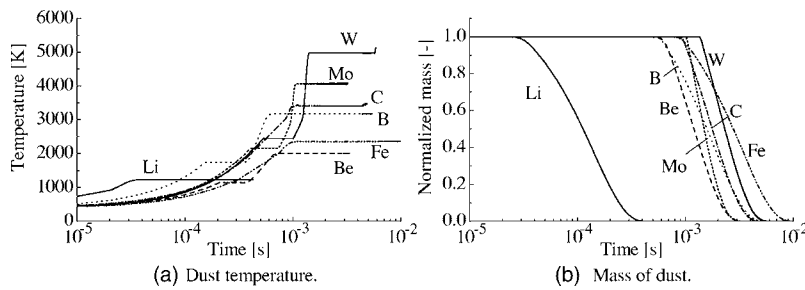 6000
5000
4000
3000
2000
1000
0
Temperature [K]
W
Mo
C
B
Fe
Be
Li
10-5
10-4
10-3
10-2
Time [s]
(a) Dust temperature.
1.0
0.8
0.6
0.4
0.2
0.0
Normalized mass [-]
Li
B
Be
Mo
W
C
Fe
10-5
10-4
10-3
10-2
Time [s]
(b) Mass of dust.